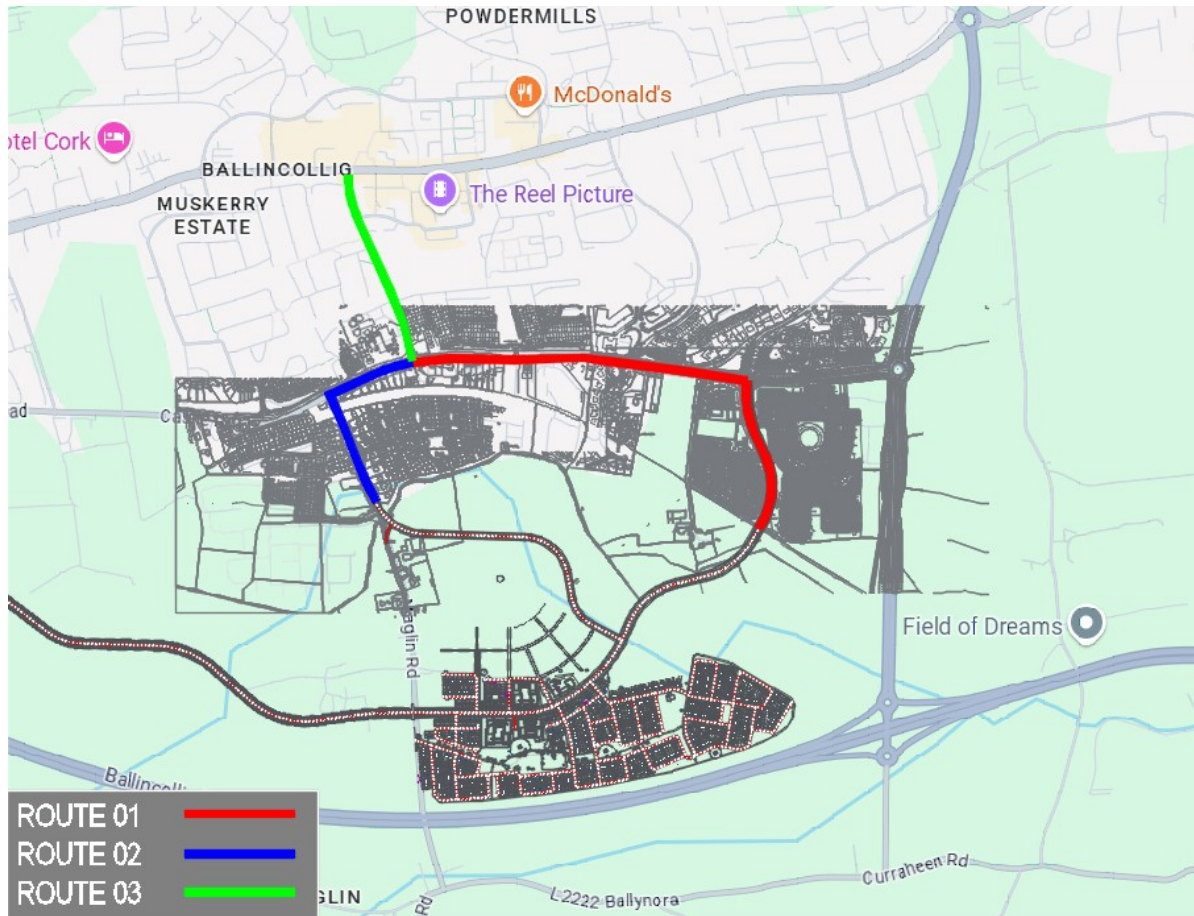 POWDERMILLS
McDonald's
otel Cork
BALLINCOLLIG
The Reel Picture
MUSKERRY
ESTATE
ad
Ca
Maglin Rd
Field of Dreams
Ballincolli
ROUTE 01
ROUTE 02
ROUTE 03
GLIN
Rd
L2222 Ballynora
Curraheen Rd